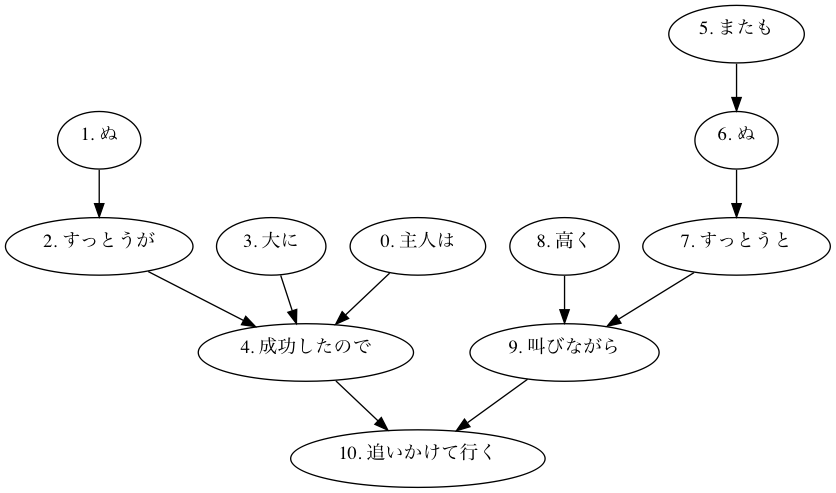 5. またも
1. ぬ
6. ぬ
2. すっとうが
3. 大に
0. 主人は
8. 高く
7. すっとうと
4. 成功したので
9. 叫びながら
10. 追いかけて行く